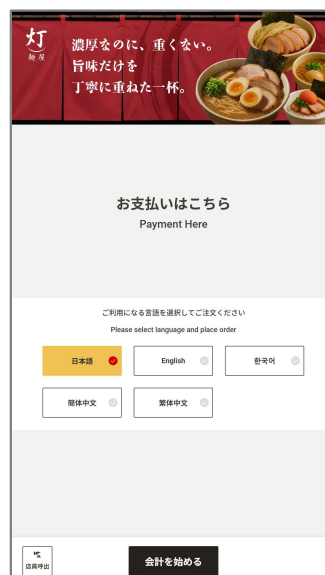 灯
麺屋
濃厚なのに、重くない。
旨味だけを
丁寧に重ねた一杯。
お支払いはこちら
Payment Here
ご利用になる言語を選択してご注文ください
Please select language and place order
日本語
English
한국어
簡体中文
繁体中文
店員呼出
会計を始める